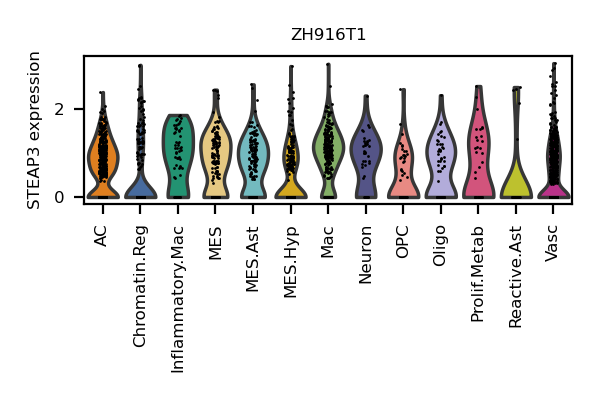 ZH916T1
STEAP3 expression
2
0
AC
Chromatin.Reg
Inflammatory.Mac
MES
MES.Ast
MES.Hyp
Mac
Neuron
OPC
Oligo
Prolif.Metab
Reactive.Ast
Vasc